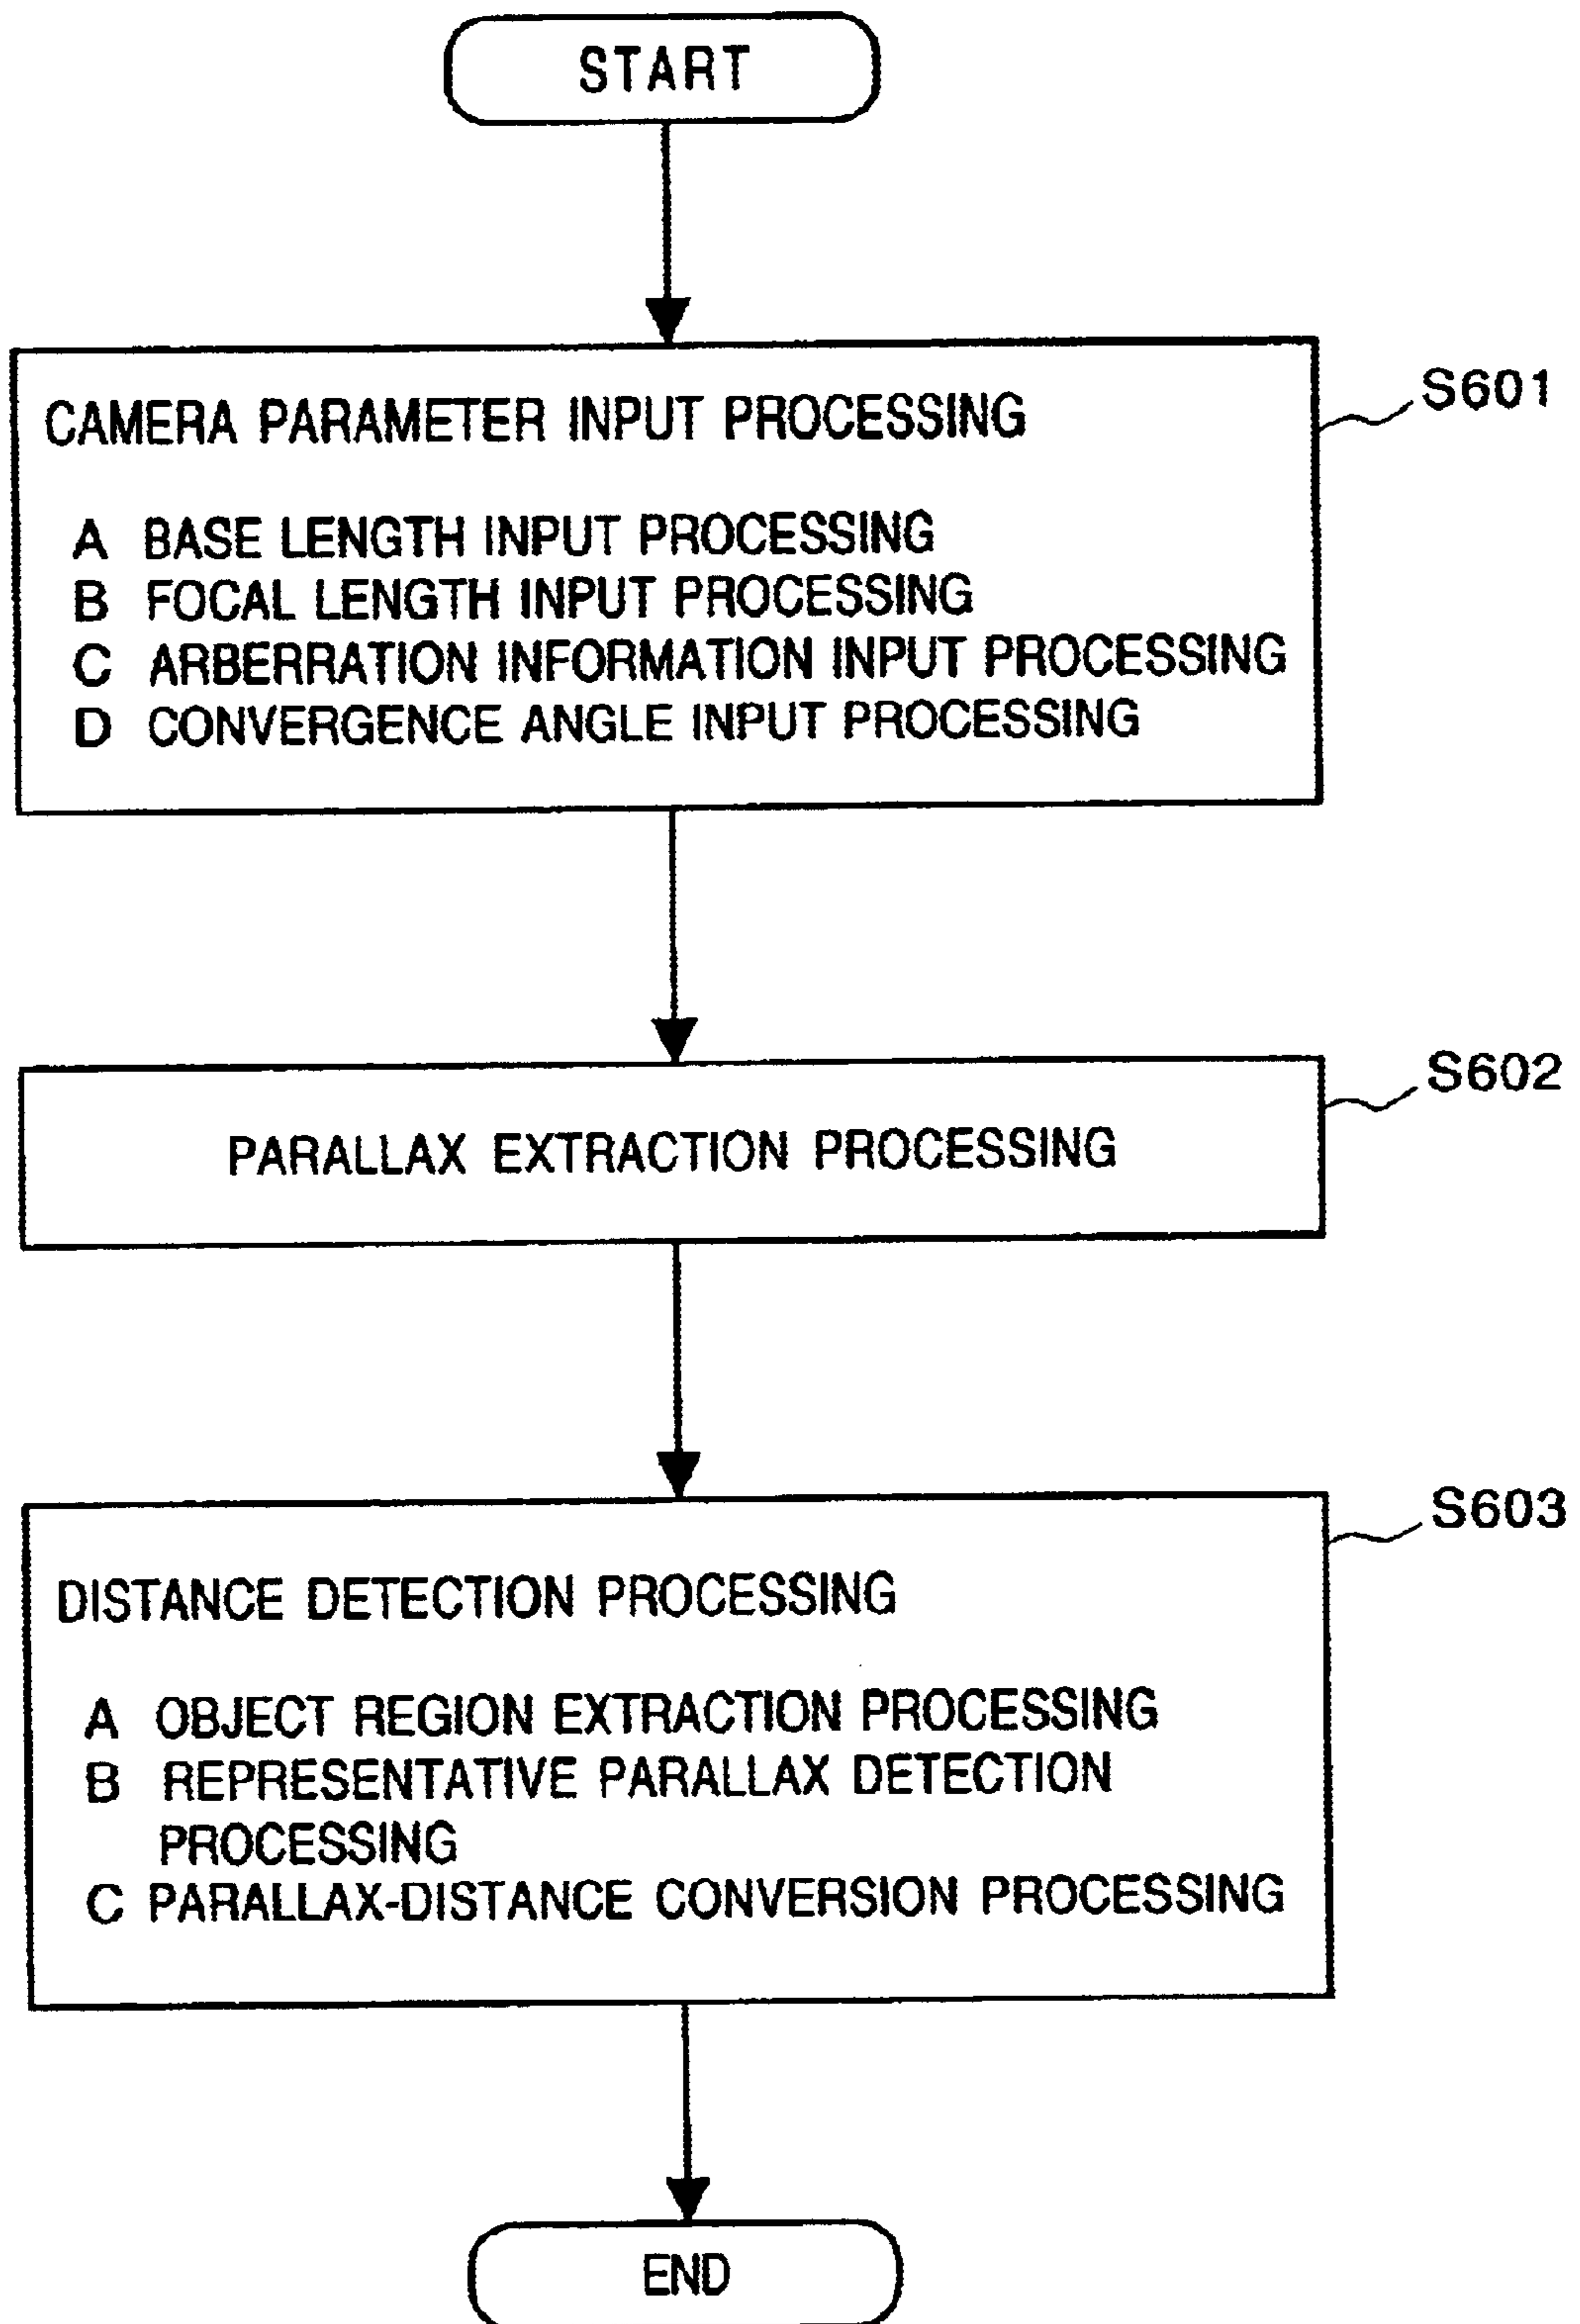 START
CAMERA PARAMETER INPUT PROCESSING
S601
A BASE LENGTH INPUT PROCESSING
B FOCAL LENGTH INPUT PROCESSING
C ARBERRATION INFORMATION INPUT PROCESSING
D CONVERGENCE ANGLE INPUT PROCESSING
S602
PARALLAX EXTRACTION PROCESSING
S603
DISTANCE DETECTION PROCESSING
A OBJECT REGION EXTRACTION PROCESSING
B REPRESENTATIVE PARALLAX DETECTION
PROCESSING
C PARALLAX-DISTANCE CONVERSION PROCESSING
END